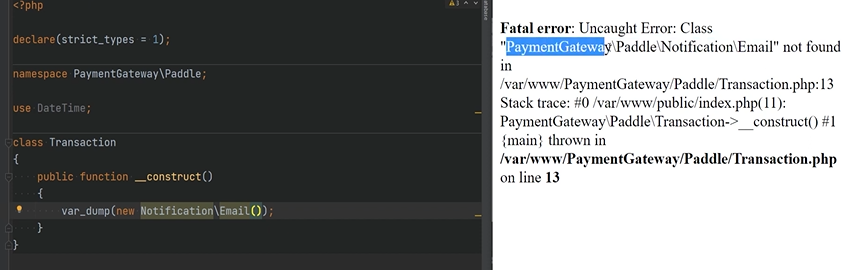 <?php
declare(strict_types = 1);
namespace PaymentGateway\Paddle;
use DateTime;
class Transaction
{
public function __construct()
{
var_dump(new Notification\Email());
}
}
Fatal error: Uncaught Error: Class
"PaymentGateway\Paddle\Notification\Email" not found
in
/var/www/PaymentGateway/Paddle/Transaction.php:13
Stack trace: #0 /var/www/public/index.php(11):
PaymentGateway\Paddle\Transaction->__construct() #1
{main} thrown in
/var/www/PaymentGateway/Paddle/Transaction.php
on line 13